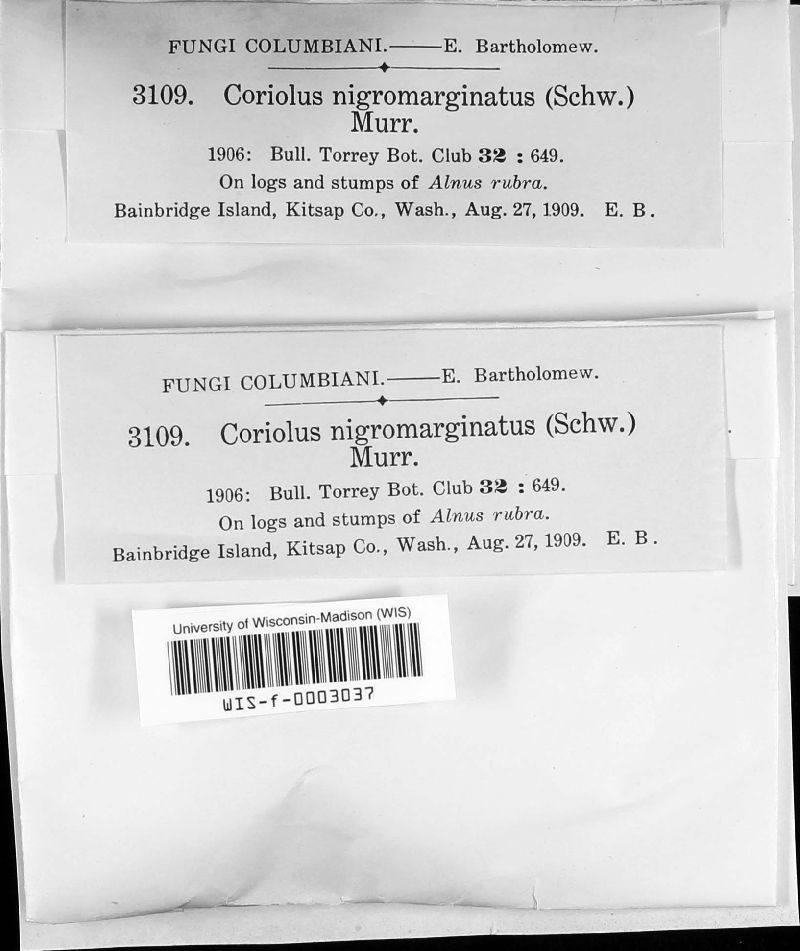 FUNGI COLUMBIANI.——E. Bartholomew.
3109. Coriolus nigromarginatus (Schw.)
Murr.
1906: Bull. Torrey Bot. Club 32 : 649.
On logs and stumps of Alnus rubra.
Bainbridge Island, Kitsap Co., Wash., Aug. 27, 1909. E. B.
FUNGI COLUMBIANI.——E. Bartholomew.
3109. Coriolus nigromarginatus (Schw.)
Murr.
1906: Bull. Torrey Bot. Club 32 : 649.
On logs and stumps of Alnus rubra.
Bainbridge Island, Kitsap Co., Wash., Aug. 27, 1909. E. B.
University of Wisconsin-Madison (WIS)
WIS-f-0003037